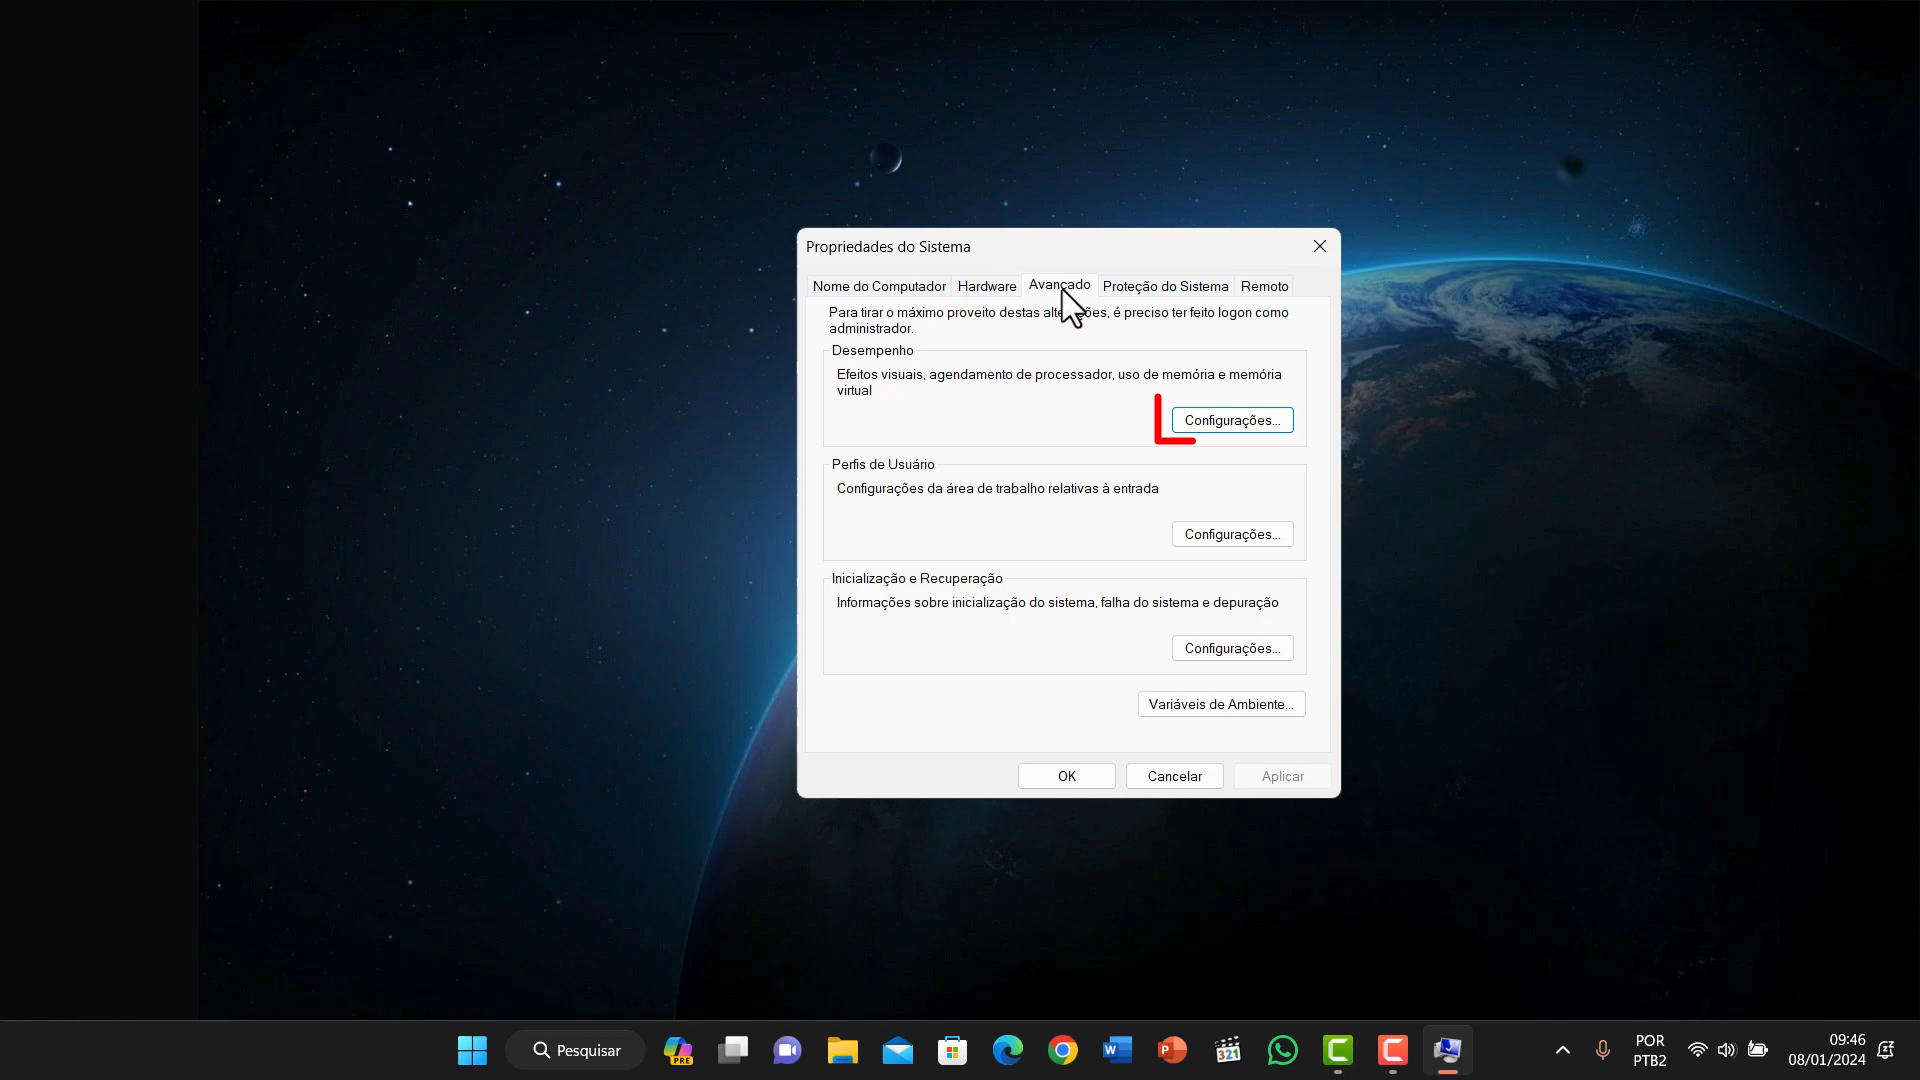 Propriedades do Sistema
Nome do Computador
Hardware
Avançado
Proteção do Sistema
Remoto
Para tirar o máximo proveito destas é preciso ter feito logon como
administrador.
Desempenho
Efeitos visuais, agendamento de processador, uso de memória e memória
virtual
Configurações...
Perfis de Usuário
Configurações da área de trabalho relativas à entrada
Configurações...
Inicialização e Recuperação
Informações sobre inicialização do sistema, falha do sistema e depuração
Configurações...
Variáveis de Ambiente...
OK
Cancelar
Aplicar
Pesquisar
PRE
W
P
321
C
C
POR
PTB2
09:46
08/01/2024